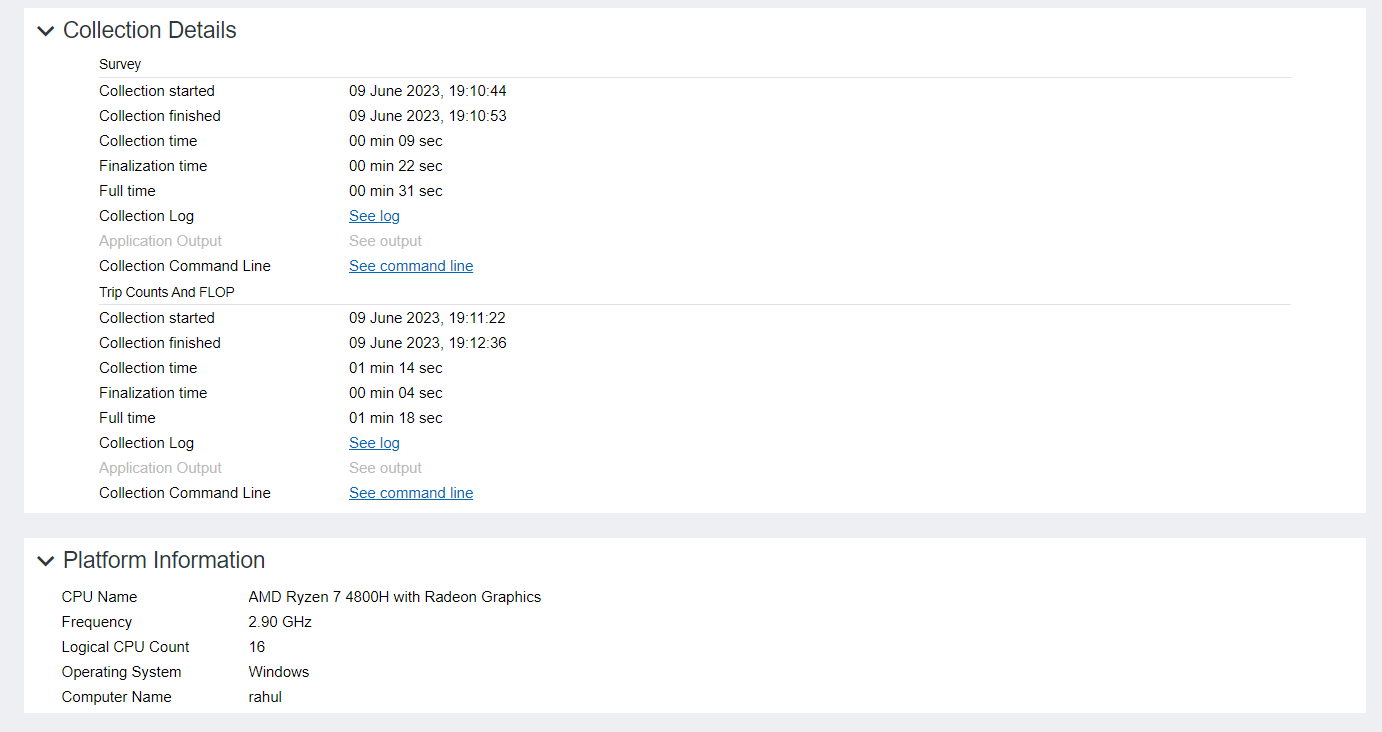 Collection Details
Survey
Collection started 09 June 2023, 19:10:44
Collection finished 09 June 2023, 19:10:53
Collection time 00 min 09 sec
Finalization time 00 min 22 sec
Full time 00 min 31 sec
Collection Log See log
Application Output See output
Collection Command Line See command line
Trip Counts And FLOP
Collection started 09 June 2023, 19:11:22
Collection finished 09 June 2023, 19:12:36
Collection time 01 min 14 sec
Finalization time 00 min 04 sec
Full time 01 min 18 sec
Collection Log See log
Application Output See output
Collection Command Line See command line
Platform Information
CPU Name AMD Ryzen 7 4800H with Radeon Graphics
Frequency 2.90 GHz
Logical CPU Count 16
Operating System Windows
Computer Name rahul